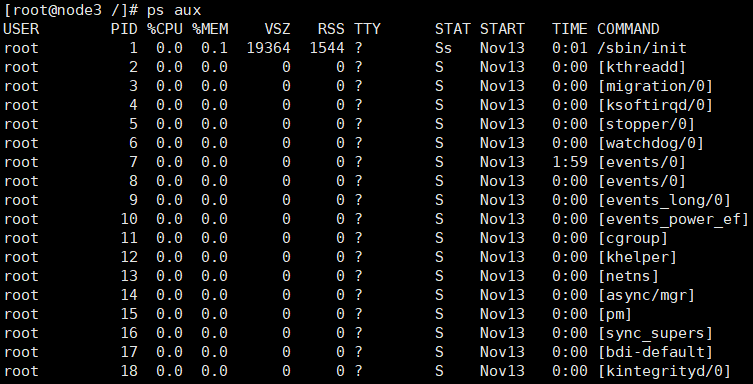 [root@node3 /]# ps aux
USER       PID %CPU %MEM    VSZ   RSS TTY      STAT START   TIME COMMAND
root         1  0.0  0.1  19364  1544 ?        Ss   Nov13   0:01 /sbin/init
root         2  0.0  0.0      0     0 ?        S    Nov13   0:00 [kthreadd]
root         3  0.0  0.0      0     0 ?        S    Nov13   0:00 [migration/0]
root         4  0.0  0.0      0     0 ?        S    Nov13   0:00 [ksoftirqd/0]
root         5  0.0  0.0      0     0 ?        S    Nov13   0:00 [stopper/0]
root         6  0.0  0.0      0     0 ?        S    Nov13   0:00 [watchdog/0]
root         7  0.0  0.0      0     0 ?        S    Nov13   1:59 [events/0]
root         8  0.0  0.0      0     0 ?        S    Nov13   0:00 [events/0]
root         9  0.0  0.0      0     0 ?        S    Nov13   0:00 [events_long/0]
root        10  0.0  0.0      0     0 ?        S    Nov13   0:00 [events_power_ef]
root        11  0.0  0.0      0     0 ?        S    Nov13   0:00 [cgroup]
root        12  0.0  0.0      0     0 ?        S    Nov13   0:00 [khelper]
root        13  0.0  0.0      0     0 ?        S    Nov13   0:00 [netns]
root        14  0.0  0.0      0     0 ?        S    Nov13   0:00 [async/mgr]
root        15  0.0  0.0      0     0 ?        S    Nov13   0:00 [pm]
root        16  0.0  0.0      0     0 ?        S    Nov13   0:00 [sync_supers]
root        17  0.0  0.0      0     0 ?        S    Nov13   0:00 [bdi-default]
root        18  0.0  0.0      0     0 ?        S    Nov13   0:00 [kintegrityd/0]